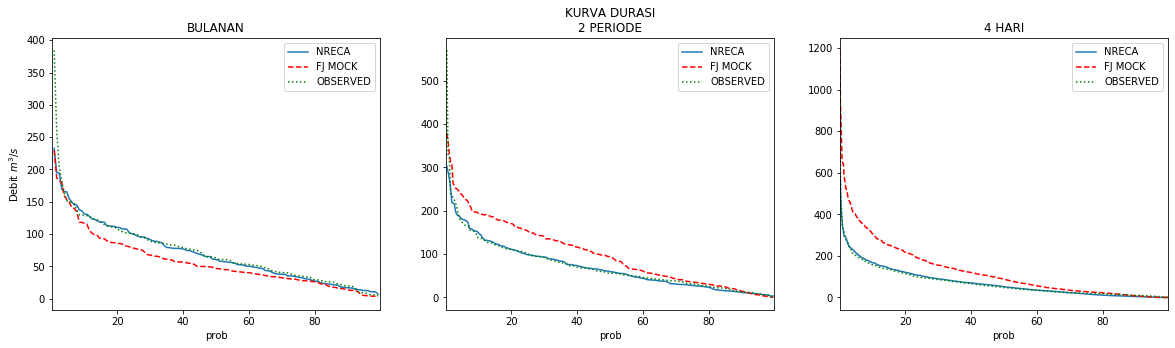 KURVA DURASI
BULANAN
2 PERIODE
4 HARI
Debit m³/s
400
350
300
250
200
150
100
50
0
NRECA
FJ MOCK
OBSERVED
20
40
60
80
prob
500
400
300
200
100
0
NRECA
FJ MOCK
OBSERVED
20
40
60
80
prob
1200
1000
800
600
400
200
0
NRECA
FJ MOCK
OBSERVED
20
40
60
80
prob